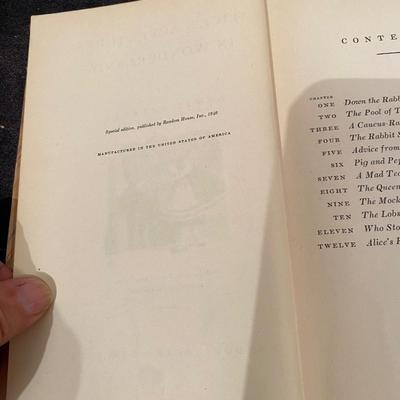 Special edition, published by Random House, Inc., 1946
MANUFACTURED IN THE UNITED STATES OF AMERICA
CONTE
CHAPTER
ONE Down the Rabb
TWO The Pool of T
THREE A Caucus-Ra
FOUR The Rabbit S
FIVE Advice from
SIX Pig and Pep
SEVEN A Mad Tea
EIGHT The Queen
NINE The Mock
TEN The Lobs
ELEVEN Who Sto
TWELVE Alice's E